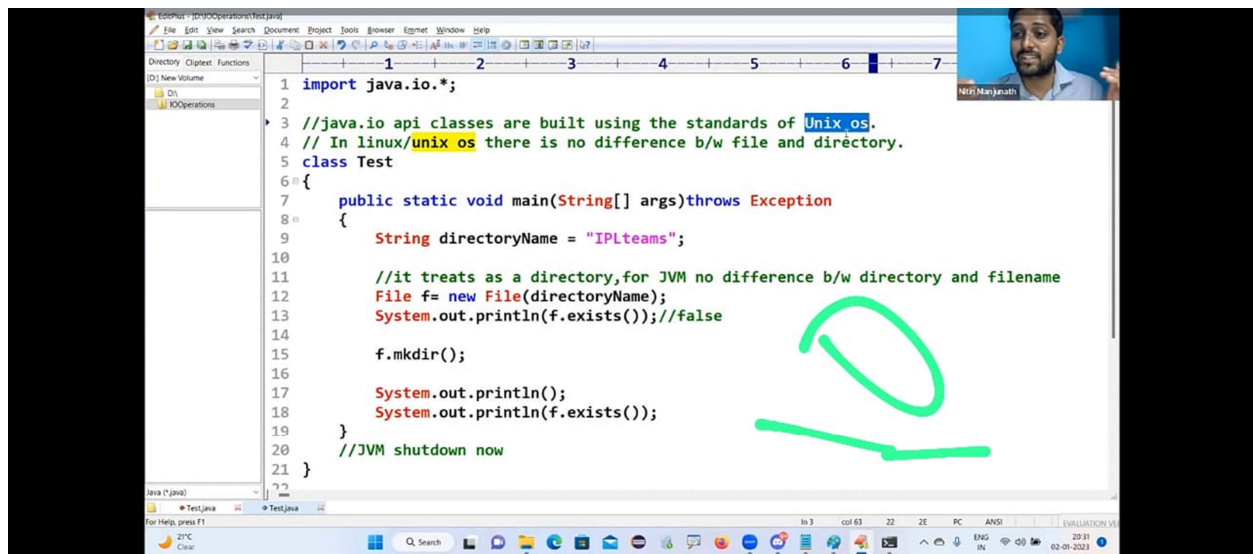 EditPlus - [D:\IOOperations\Test.java]
File Edit View Search Document Project Tools Browser Emmet Window Help
Directory Cliptext Functions
[D:] New Volume
D:\
IOOperations
1 import java.io.*;
2
3 //java.io api classes are built using the standards of Unix os.
4 // In linux/unix os there is no difference b/w file and directory.
5 class Test
6 {
7 public static void main(String[] args)throws Exception
8 {
9 String directoryName = "IPLteams";
10
11 //it treats as a directory,for JVM no difference b/w directory and filename
12 File f= new File(directoryName);
13 System.out.println(f.exists());//false
14
15 f.mkdir();
16
17 System.out.println();
18 System.out.println(f.exists());
19 }
20 //JVM shutdown now
21 }
22
Nitin Manjunath
Java (*.java)
Test.java Test.java
For Help, press F1 ln 3 col 63 22 2E PC ANSI
21°C
Clear
Search
ENG
IN
20:31
02-01-2023